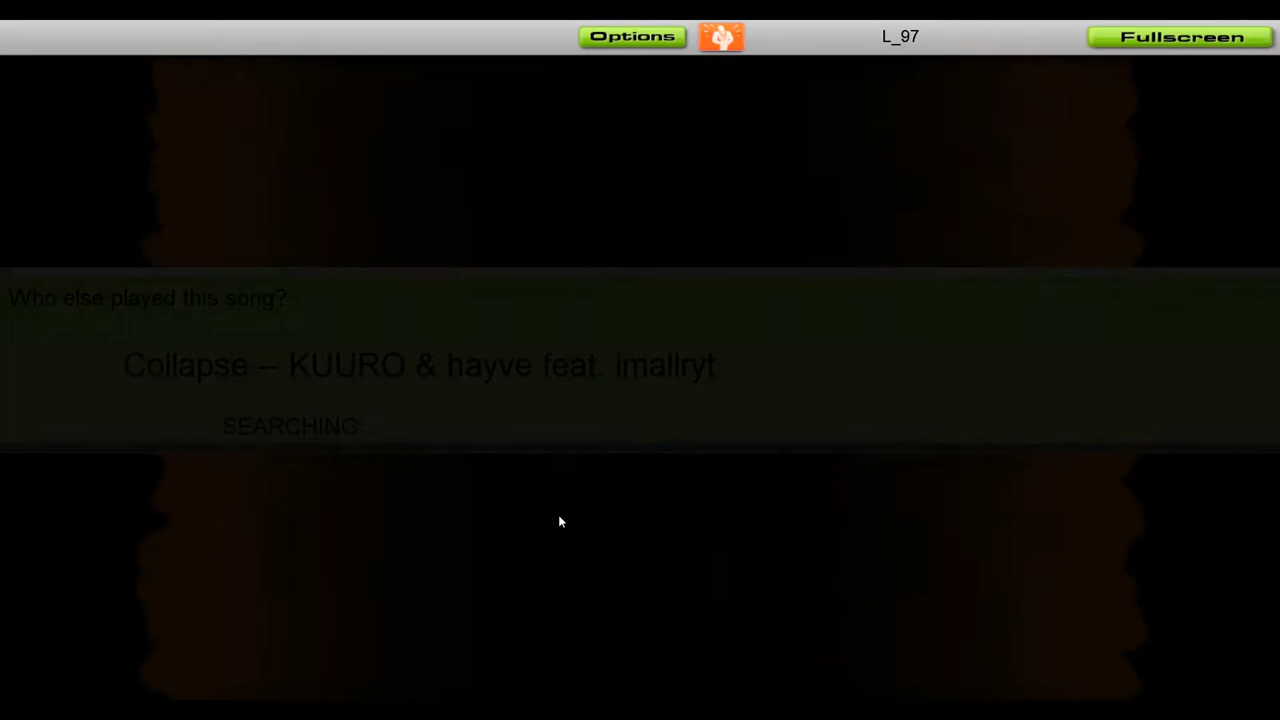 Options
L_97
Fullscreen
Who else played this song?
Collapse -- KUURO & hayve feat. imallryt
SEARCHING..